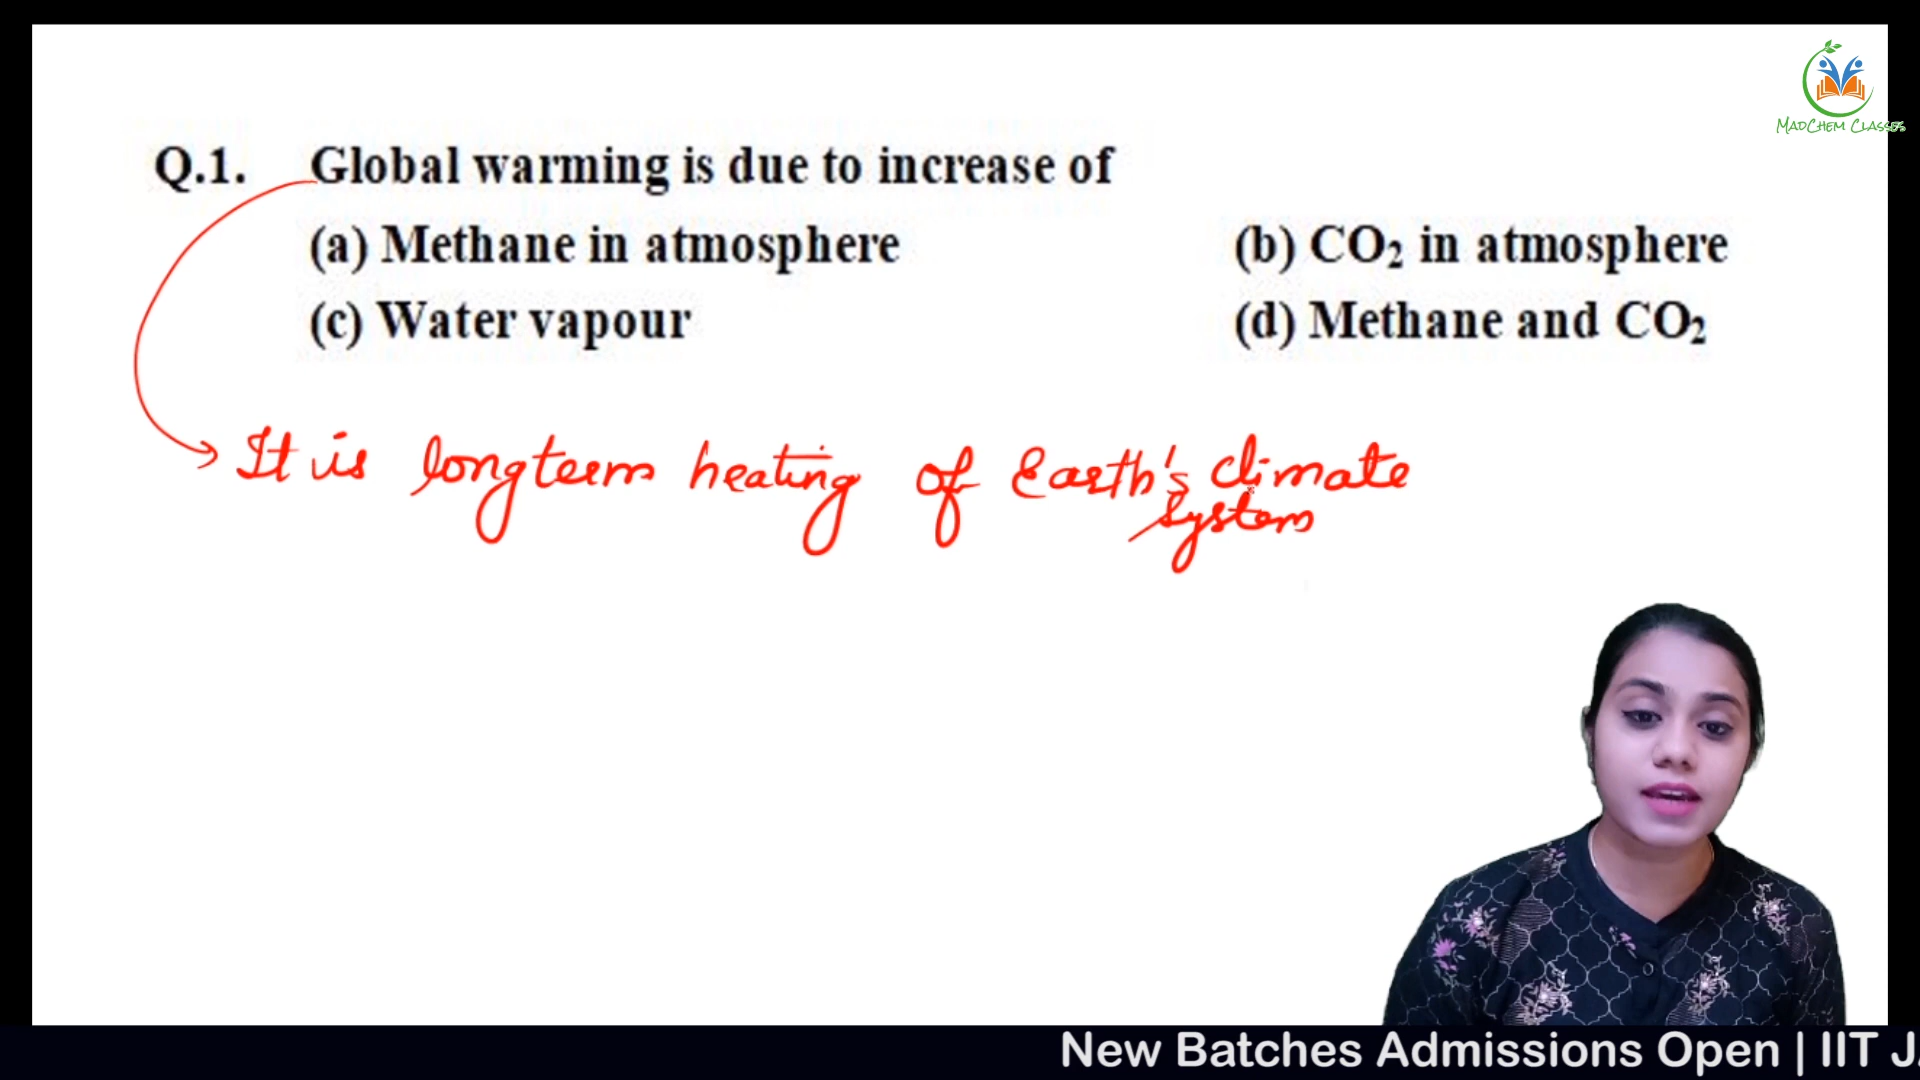 MADCHEM CLASSES
Q.1. Global warming is due to increase of
(a) Methane in atmosphere (b) CO₂ in atmosphere
(c) Water vapour (d) Methane and CO₂
It is longterm heating of Earth's climate
system
New Batches Admissions Open | IIT J